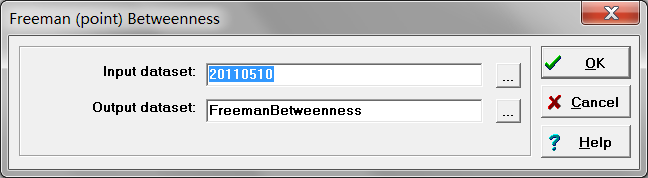 Freeman (point) Betweenness
Input dataset: 20110510 ...
OK
Output dataset: FreemanBetweenness ...
Cancel
Help